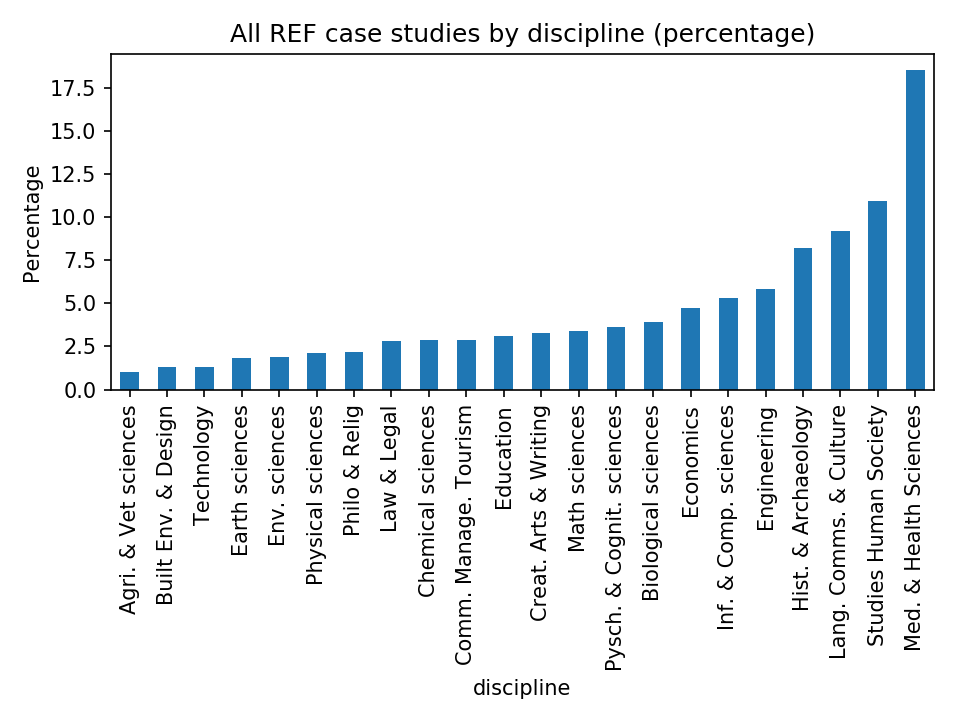 All REF case studies by discipline (percentage)
Percentage
17.5
15.0
12.5
10.0
7.5
5.0
2.5
0.0
Agri. & Vet sciences
Built Env. & Design
Technology
Earth sciences
Env. sciences
Physical sciences
Philo & Relig
Law & Legal
Chemical sciences
Comm. Manage. Tourism
Education
Creat. Arts & Writing
Math sciences
Pysch. & Cognit. sciences
Biological sciences
Economics
Inf. & Comp. sciences
Engineering
Hist. & Archaeology
Lang. Comms. & Culture
Studies Human Society
Med. & Health Sciences
discipline